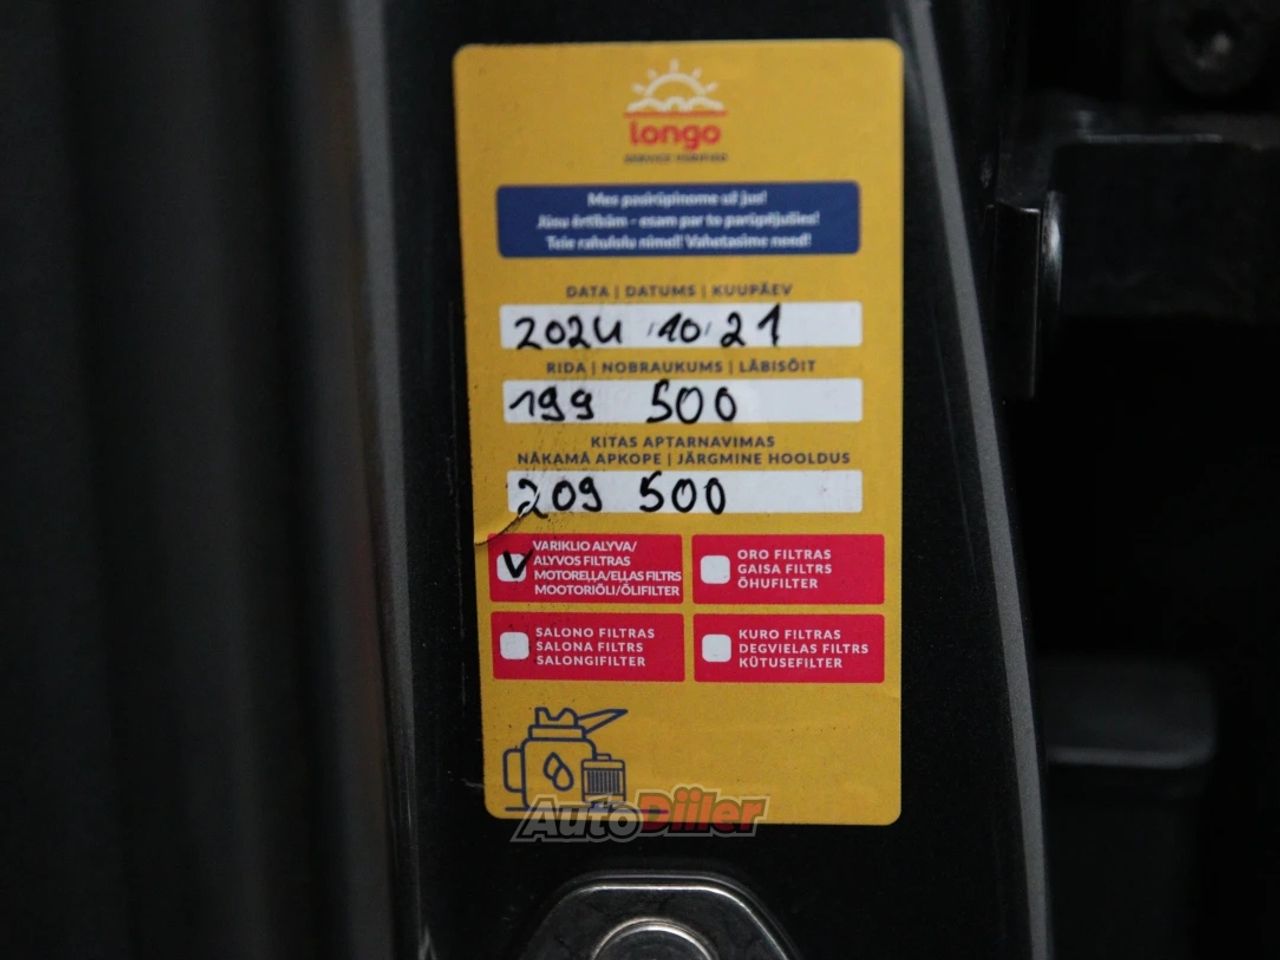 longo
SERVICE VERIFIED
Mes pasirūpinome už jus!
Jūsu ērtībām - esam par to parūpējušies!
Teie rahulolu nimel! Vahetasime need!
DATA | DATUMS | KUUPÄEV
2024 10 21
RIDA | NOBRAUKUMS | LÄBISÕIT
199 500
KITAS APTARNAVIMAS
NĀKAMĀ APKOPE | JÄRGMINE HOOLDUS
209 500
VARIKLIO ALYVA/
ALYVOS FILTRAS
MOTORELLA/ELLAS FILTRS
MOOTORIÕLI/ÕLIFILTER
ORO FILTRAS
GAISA FILTRS
ÕHUFILTER
SALONO FILTRAS
SALONA FILTRS
SALONGIFILTER
KURO FILTRAS
DEGVIELAS FILTRS
KÜTUSEFILTER
AutoDiiler